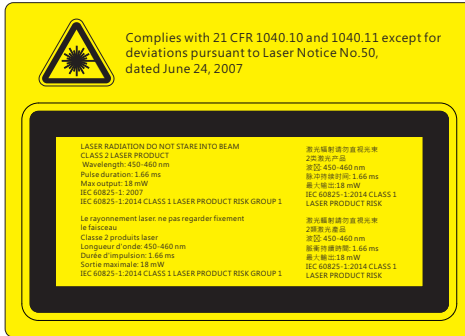 Complies with 21 CFR 1040.10 and 1040.11 except for
deviations pursuant to Laser Notice No.50,
dated June 24, 2007
LASER RADIATION DO NOT STARE INTO BEAM
CLASS 2 LASER PRODUCT
Wavelength: 450-460 nm
Pulse duration: 1.66 ms
Max output: 18 mW
IEC 60825-1: 2007
IEC 60825-1:2014 CLASS 1 LASER PRODUCT RISK GROUP 1
Le rayonnement laser. ne pas regarder fixement
le faisceau
Classe 2 produits laser
Longueur d'onde: 450-460 nm
Durée d'impulsion: 1.66 ms
Sortie maximale: 18 mW
IEC 60825-1:2014 CLASS 1 LASER PRODUCT RISK GROUP 1
激光辐射请勿直视光束
2类激光产品
波: 450-460 nm
脉冲持续时间: 1.66 ms
最大输出:18 mW
IEC 60825-1:2014 CLASS 1
LASER PRODUCT RISK
激光輻射請勿直視光束
2類激光產品
波: 450-460 nm
脈衝持續時間: 1.66 ms
最大輸出:18 mW
IEC 60825-1:2014 CLASS 1
LASER PRODUCT RISK